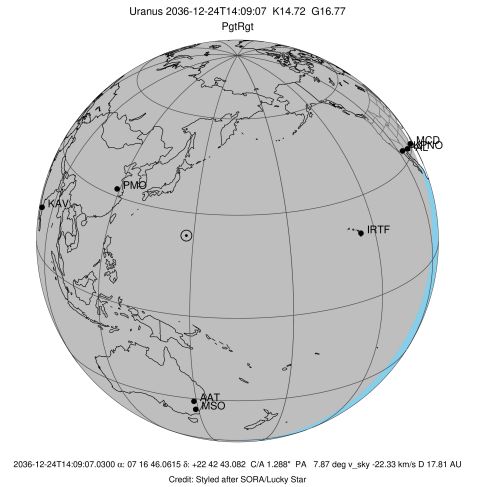 Uranus 2036-12-24T14:09:07 K14.72 G16.77
PgtRgt
MCD
KAV
PMO
IRTF
AAT
MSO
2036-12-24T14:09:07.0300 α: 07 16 46.0615 δ: +22 42 43.082 C/A 1.288" PA 7.87 deg v_sky -22.33 km/s D 17.81 AU
Credit: Styled after SORA/Lucky Star